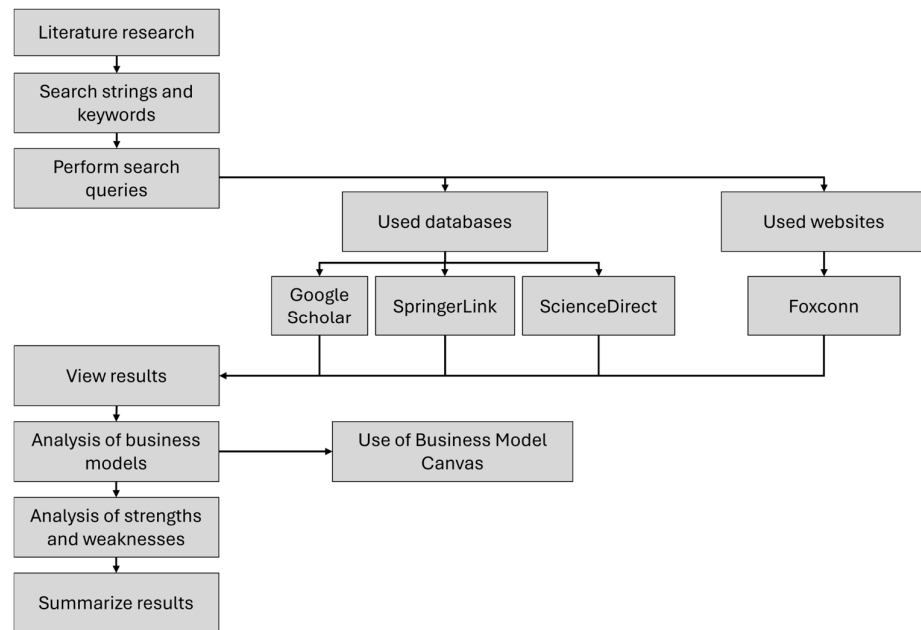 Literature research
Search strings and
keywords
Perform search
queries
Used databases
Used websites
Google
Scholar
SpringerLink
ScienceDirect
Foxconn
View results
Analysis of business
models
Use of Business Model
Canvas
Analysis of strengths
and weaknesses
Summarize results